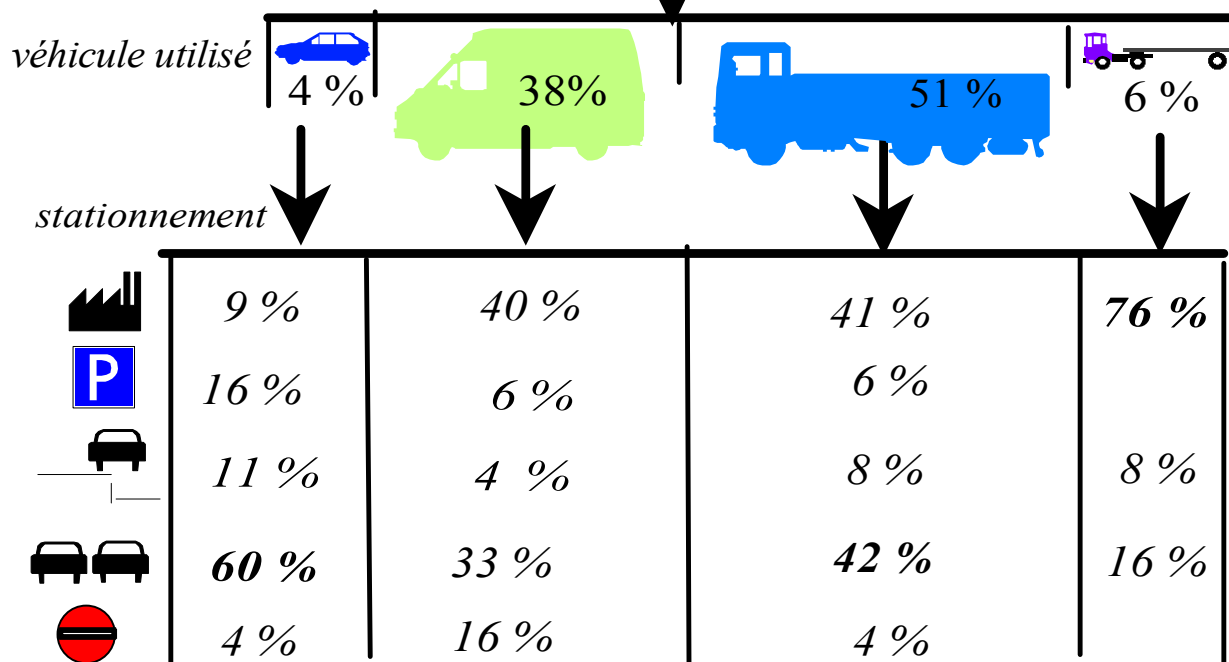 véhicule utilisé
4 % 38% 51 % 6 %
stationnement
9 % 40 % 41 % 76 %
P 16 % 6 % 6 %
11 % 4 % 8 % 8 %
60 % 33 % 42 % 16 %
4 % 16 % 4 %